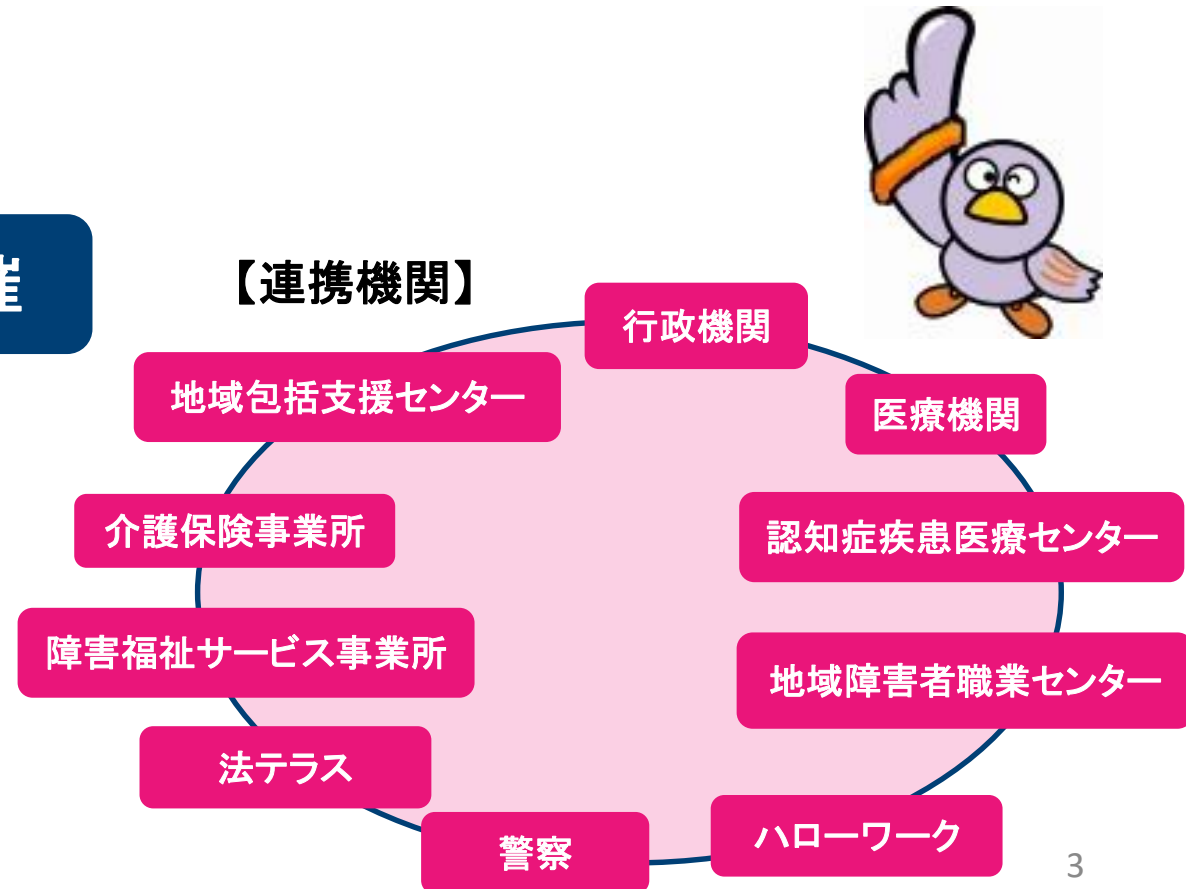 催
【連携機関】
行政機関
地域包括支援センター
医療機関
介護保険事業所
認知症疾患医療センター
障害福祉サービス事業所
地域障害者職業センター
法テラス
ハローワーク
警察
3